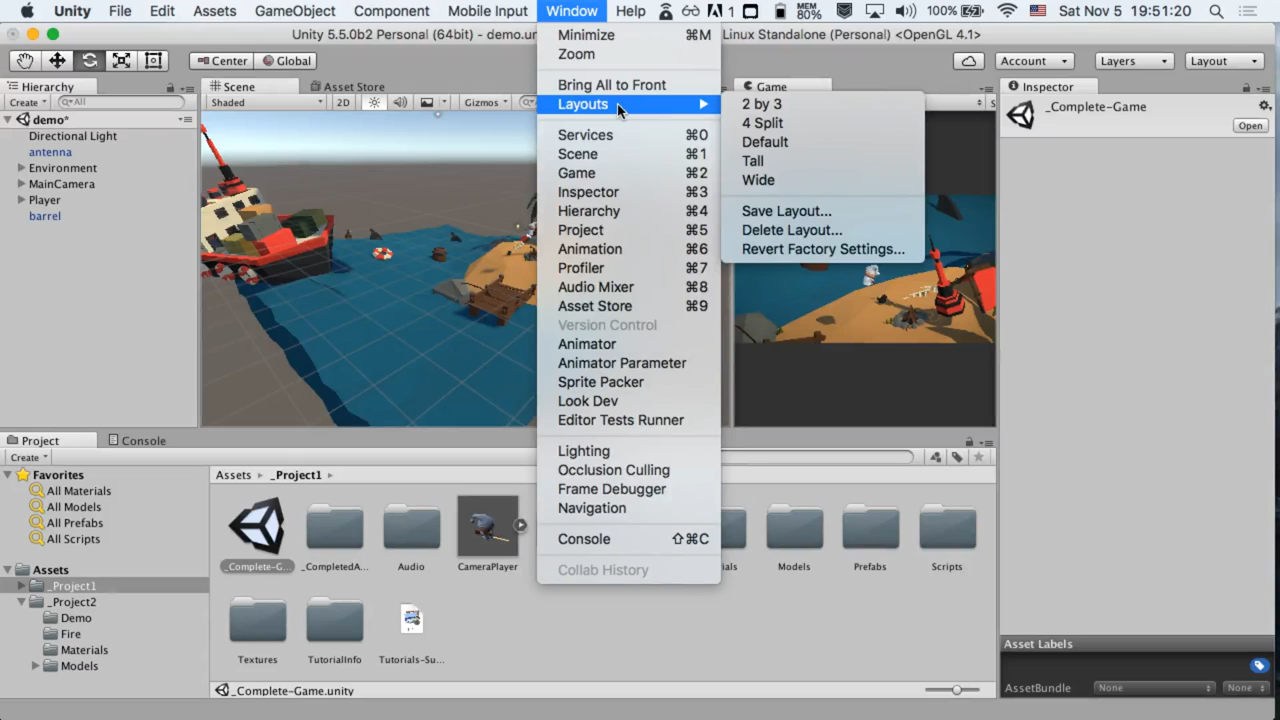 Unity File Edit Assets GameObject Component Mobile Input Window Help 1 MEM 80% 100% Sat Nov 5 19:51:20
Unity 5.5.0b2 Personal (64bit) - demo.un Linux Standalone (Personal) <OpenGL 4.1>
Center Global Account Layers Layout
Hierarchy Scene Asset Store Game Inspector
Create All Shaded 2D Gizmos
demo*
Directional Light
antenna
Environment
MainCamera
Player
barrel
Minimize ⌘M
Zoom
Bring All to Front
Layouts
Services ⌘0
Scene ⌘1
Game ⌘2
Inspector ⌘3
Hierarchy ⌘4
Project ⌘5
Animation ⌘6
Profiler ⌘7
Audio Mixer ⌘8
Asset Store ⌘9
Version Control
Animator
Animator Parameter
Sprite Packer
Look Dev
Editor Tests Runner
Lighting
Occlusion Culling
Frame Debugger
Navigation
Console ⇧⌘C
Collab History
2 by 3
4 Split
Default
Tall
Wide
Save Layout...
Delete Layout...
Revert Factory Settings...
_Complete-Game
Open
Project Console
Create
Favorites
All Materials
All Models
All Prefabs
All Scripts
Assets
_Project1
_Project2
Demo
Fire
Materials
Models
Assets _Project1
_Complete-G... _CompletedA... Audio CameraPlayer ials Models Prefabs Scripts
Textures TutorialInfo Tutorials-Su...
_Complete-Game.unity
Asset Labels
AssetBundle None None